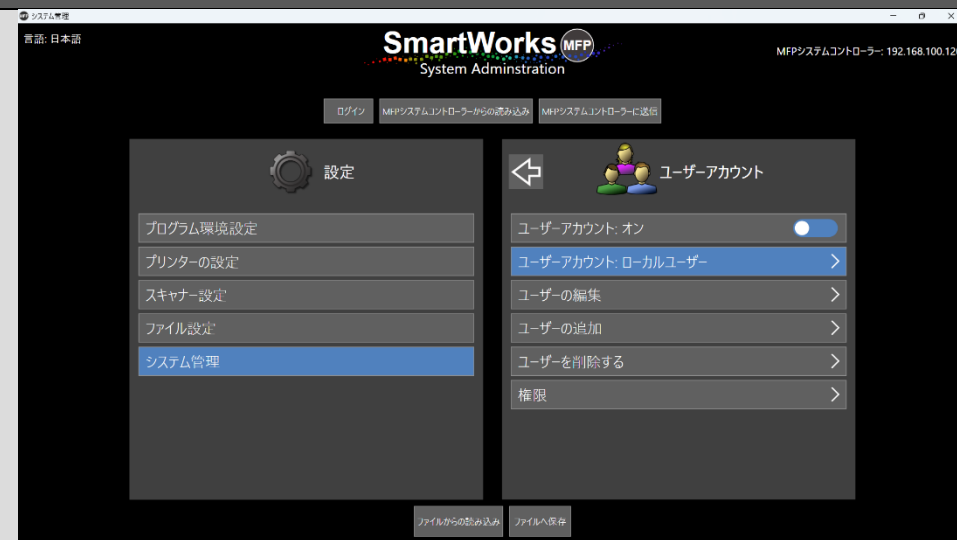 システム管理
言語: 日本語
SmartWorks MFP
System Adminstration
MFPシステムコントローラー: 192.168.100.120
ログイン
MFPシステムコントローラーからの読み込み
MFPシステムコントローラーに送信
設定
プログラム環境設定
プリンターの設定
スキャナー設定
ファイル設定
システム管理
ユーザーアカウント
ユーザーアカウント: オン
ユーザーアカウント: ローカルユーザー
ユーザーの編集
ユーザーの追加
ユーザーを削除する
権限
ファイルからの読み込み
ファイルへ保存